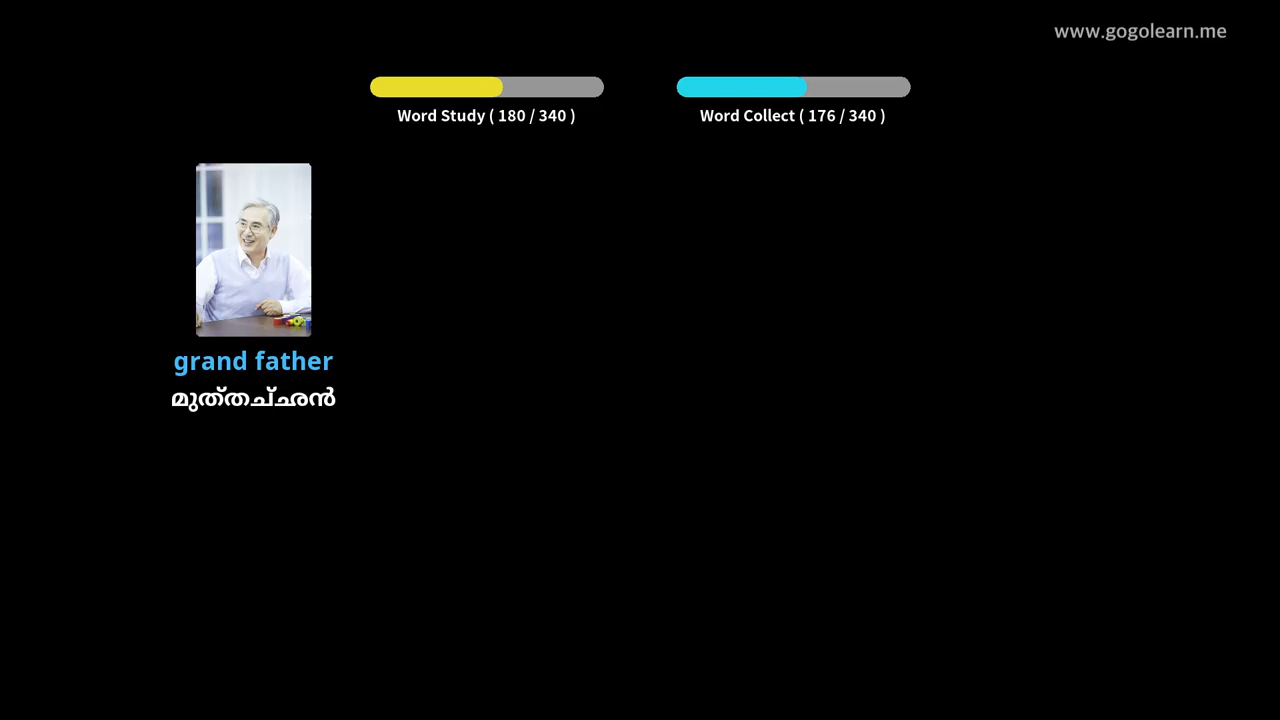 www.gogolearn.me
Word Study ( 180 / 340 )
Word Collect ( 176 / 340 )
grand father
മുത്തച്ഛൻ